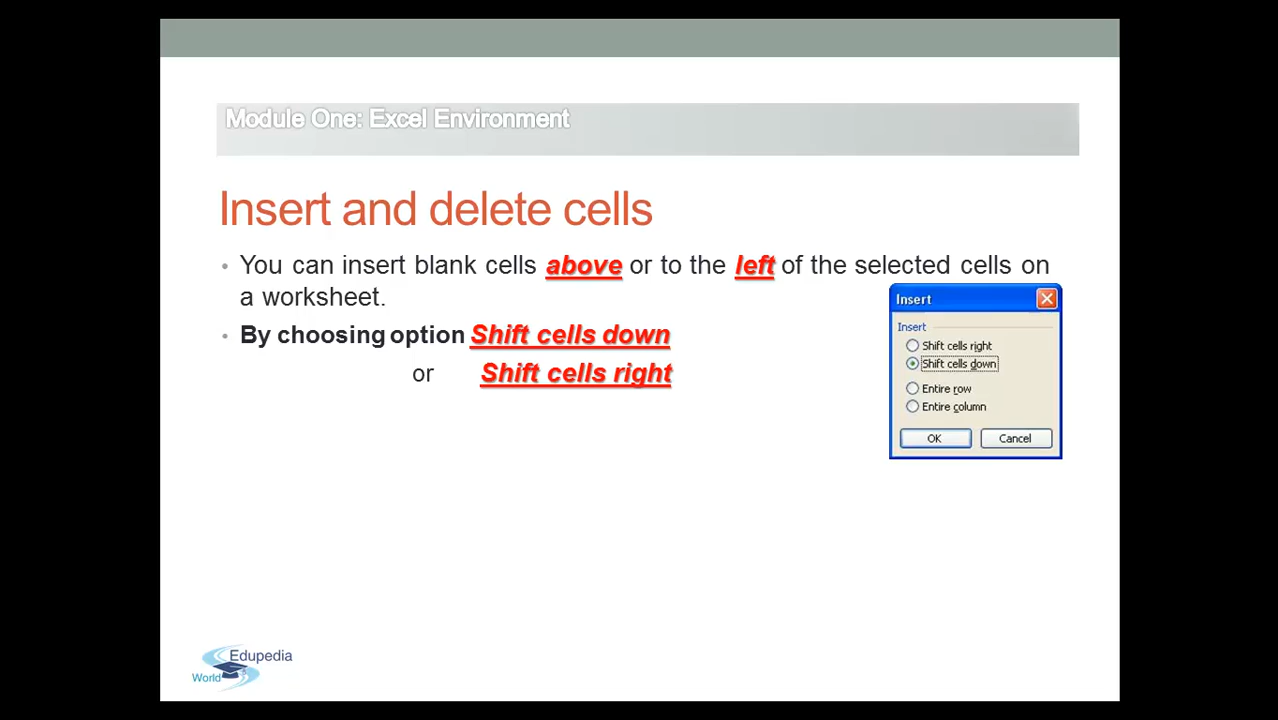 Module One: Excel Environment
Insert and delete cells
• You can insert blank cells above or to the left of the selected cells on
a worksheet.
• By choosing option Shift cells down
or Shift cells right
Insert
Insert
Shift cells right
Shift cells down
Entire row
Entire column
OK Cancel
Edupedia
World